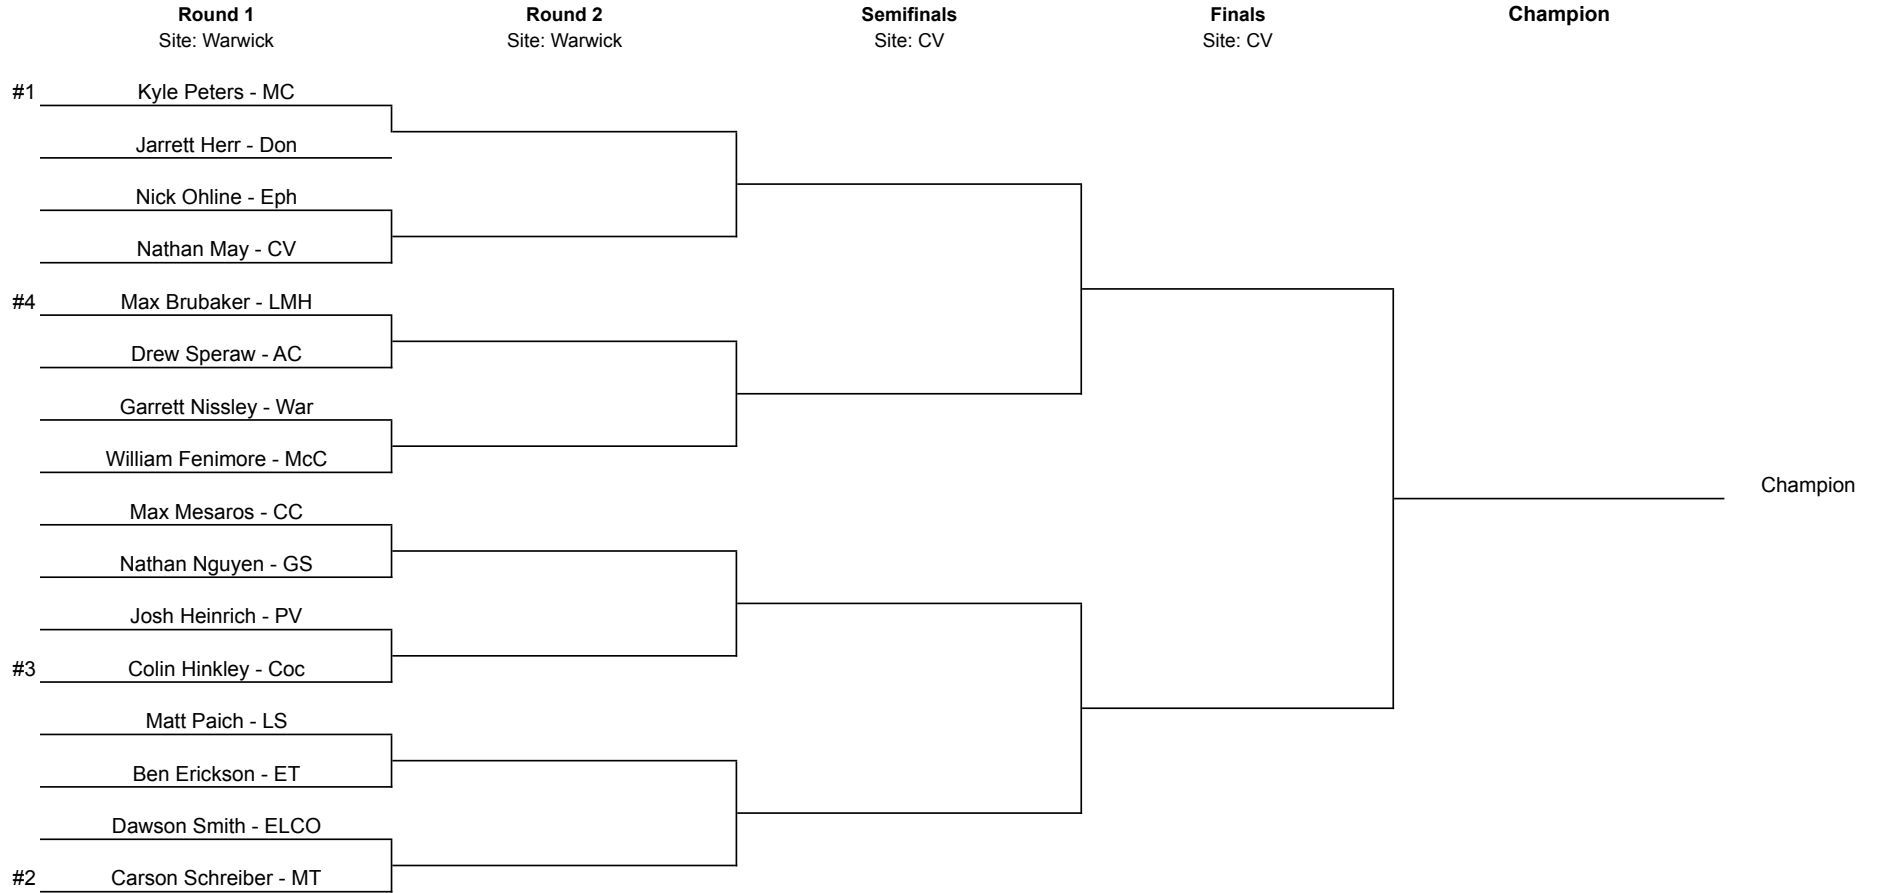 Round 1 Round 2 Semifinals Finals Champion
Site: Warwick Site: Warwick Site: CV Site: CV
#1 Kyle Peters - MC
Jarrett Herr - Don
Nick Ohline - Eph
Nathan May - CV
#4 Max Brubaker - LMH
Drew Speraw - AC
Garrett Nissley - War
William Fenimore - McC
Champion
Max Mesaros - CC
Nathan Nguyen - GS
Josh Heinrich - PV
#3 Colin Hinkley - Coc
Matt Paich - LS
Ben Erickson - ET
Dawson Smith - ELCO
#2 Carson Schreiber - MT